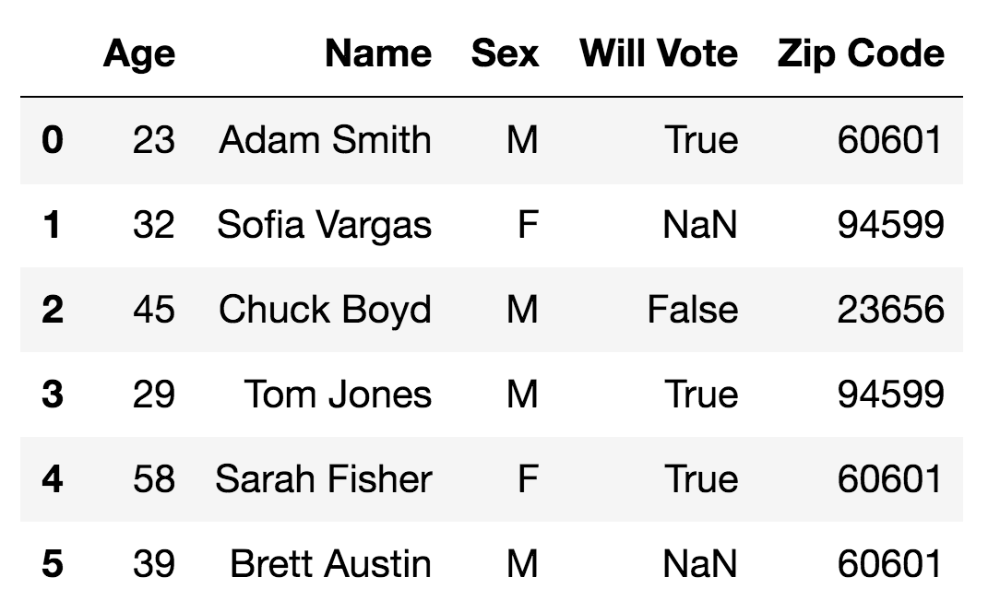 Age Name Sex Will Vote Zip Code
0 23 Adam Smith M True 60601
1 32 Sofia Vargas F NaN 94599
2 45 Chuck Boyd M False 23656
3 29 Tom Jones M True 94599
4 58 Sarah Fisher F True 60601
5 39 Brett Austin M NaN 60601